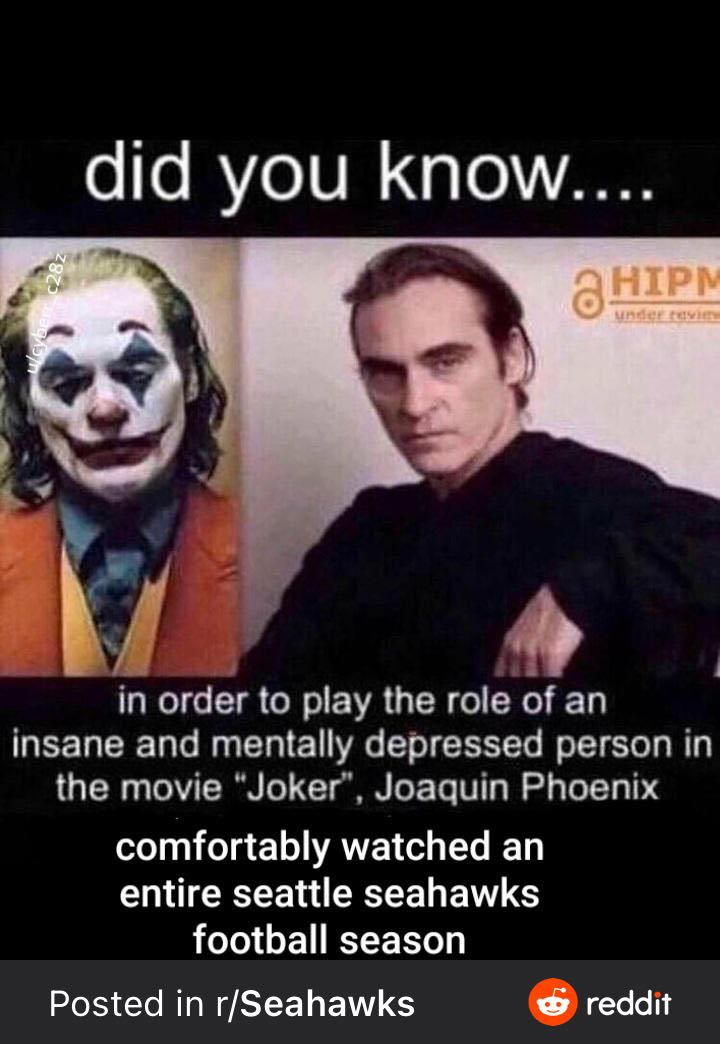 did you know....
u/cyborg_c28z
HIPM
under review
in order to play the role of an
insane and mentally depressed person in
the movie "Joker", Joaquin Phoenix
comfortably watched an
entire seattle seahawks
football season
Posted in r/Seahawks
reddit